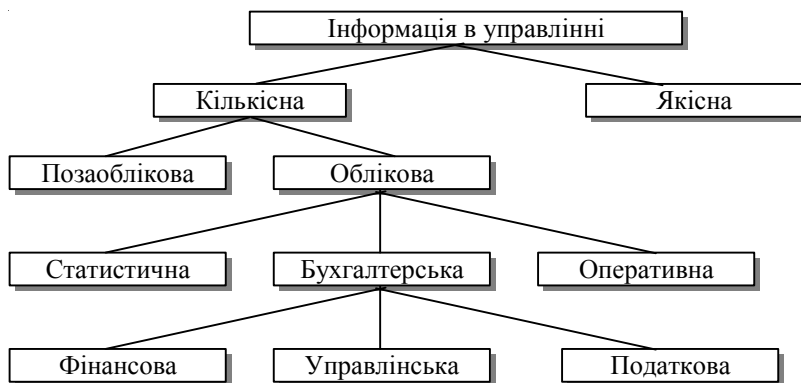 Інформація в управлінні
Кількісна
Якісна
Позаоблікова
Облікова
Статистична
Бухгалтерська
Оперативна
Фінансова
Управлінська
Податкова